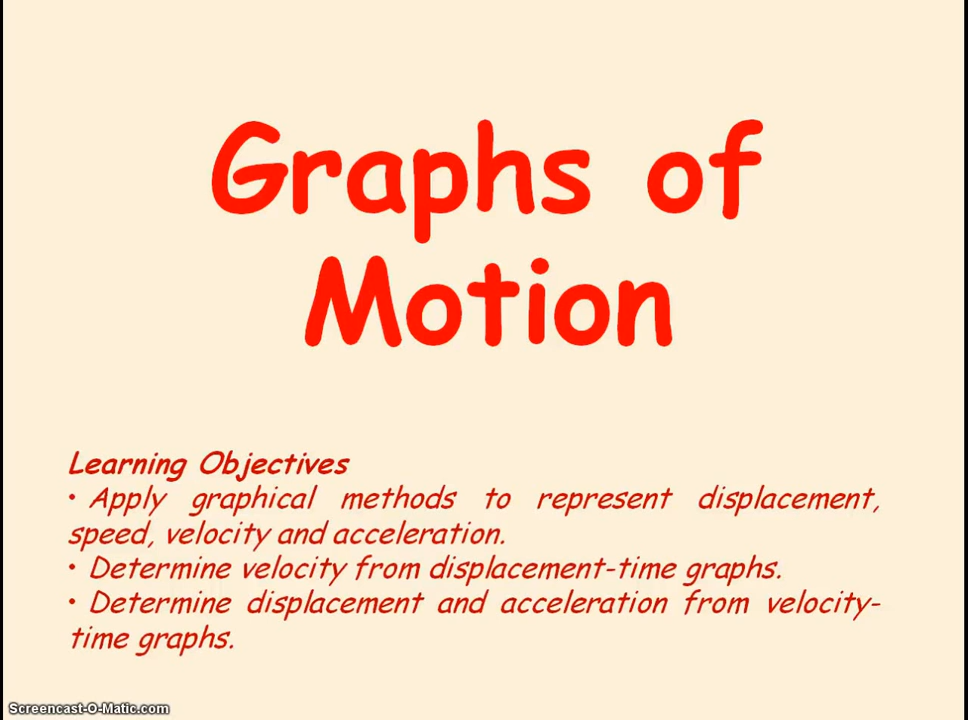 Graphs of
Motion
Learning Objectives
• Apply graphical methods to represent displacement,
speed, velocity and acceleration.
• Determine velocity from displacement-time graphs.
• Determine displacement and acceleration from velocity-
time graphs.
Screencast-O-Matic.com